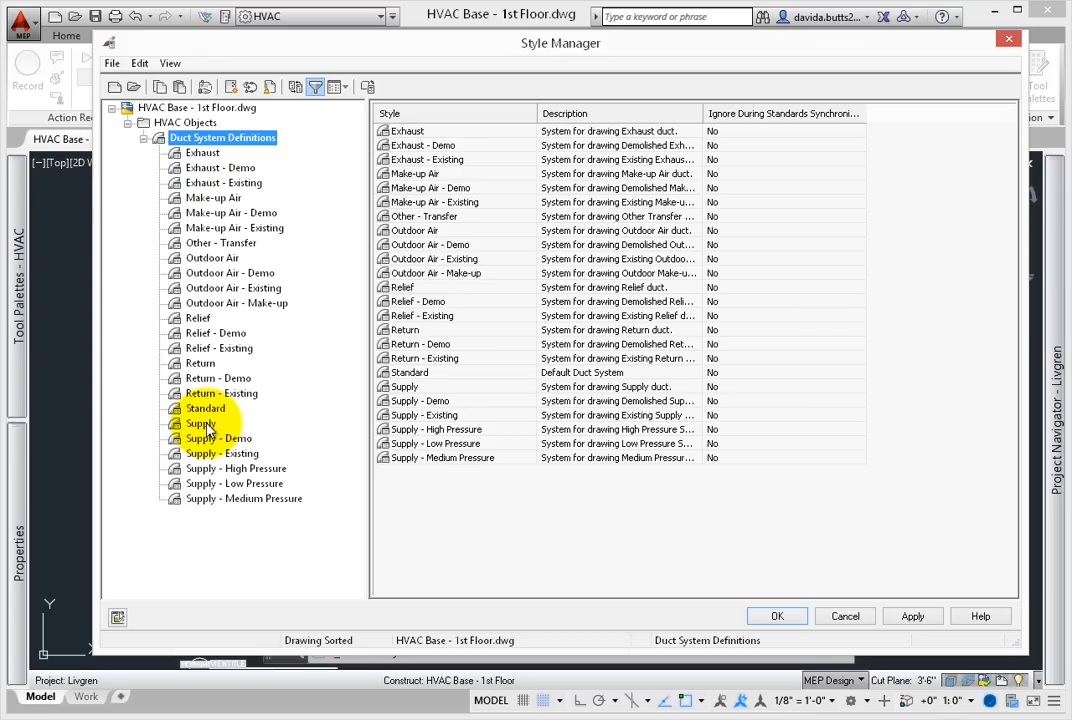 HVAC
HVAC Base - 1st Floor.dwg
Type a keyword or phrase
davida.butts2...
MEP
Home
Style Manager
File Edit View
Record
Action Re
Tool
alettes
HVAC Base -
[−][Top][2D W
HVAC Base - 1st Floor.dwg
HVAC Objects
Duct System Definitions
Exhaust
Exhaust - Demo
Exhaust - Existing
Make-up Air
Make-up Air - Demo
Make-up Air - Existing
Other - Transfer
Outdoor Air
Outdoor Air - Demo
Outdoor Air - Existing
Outdoor Air - Make-up
Relief
Relief - Demo
Relief - Existing
Return
Return - Demo
Return - Existing
Standard
Supply
Supply - Demo
Supply - Existing
Supply - High Pressure
Supply - Low Pressure
Supply - Medium Pressure
Style Description Ignore During Standards Synchroni...
Exhaust System for drawing Exhaust duct. No
Exhaust - Demo System for drawing Demolished Exh... No
Exhaust - Existing System for drawing Existing Exhaus... No
Make-up Air System for drawing Make-up Air duct. No
Make-up Air - Demo System for drawing Demolished Mak... No
Make-up Air - Existing System for drawing Existing Make-u... No
Other - Transfer System for drawing Other Transfer ... No
Outdoor Air System for drawing Outdoor Air duct. No
Outdoor Air - Demo System for drawing Demolished Out... No
Outdoor Air - Existing System for drawing Existing Outdoo... No
Outdoor Air - Make-up System for drawing Outdoor Make-u... No
Relief System for drawing Relief duct. No
Relief - Demo System for drawing Demolished Reli... No
Relief - Existing System for drawing Existing Relief d... No
Return System for drawing Return duct. No
Return - Demo System for drawing Demolished Ret... No
Return - Existing System for drawing Existing Return ... No
Standard Default Duct System No
Supply System for drawing Supply duct. No
Supply - Demo System for drawing Demolished Sup... No
Supply - Existing System for drawing Existing Supply ... No
Supply - High Pressure System for drawing High Pressure S... No
Supply - Low Pressure System for drawing Low Pressure S... No
Supply - Medium Pressure System for drawing Medium Pressur... No
Tool Palettes - HVAC
Properties
Project Navigator - Livgren
Y
OK Cancel Apply Help
Drawing Sorted HVAC Base - 1st Floor.dwg Duct System Definitions
Project: Livgren Construct: HVAC Base - 1st Floor MEP Design Cut Plane: 3'-6"
Model Work MODEL 1/8" = 1'-0" +0" 1: 0"